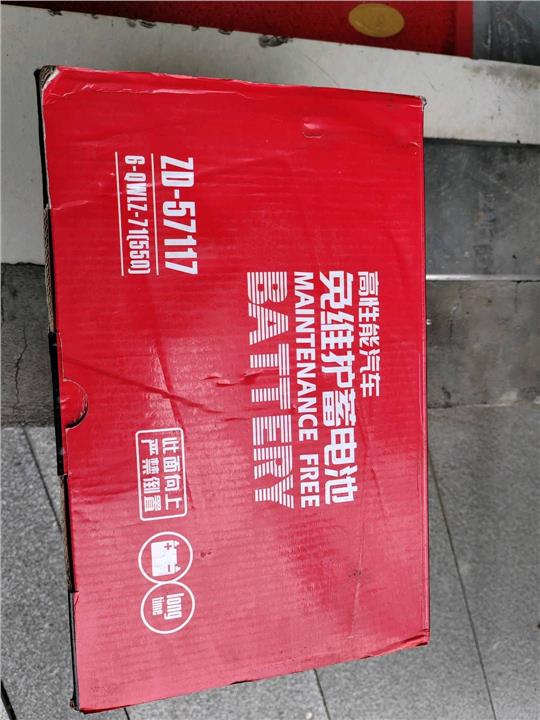 高性能汽车
免维护蓄电池
MAINTENANCE FREE
BATTERY
ZD-57117
6-QWLZ-71(550)
此面向上
严禁倒置
long
time